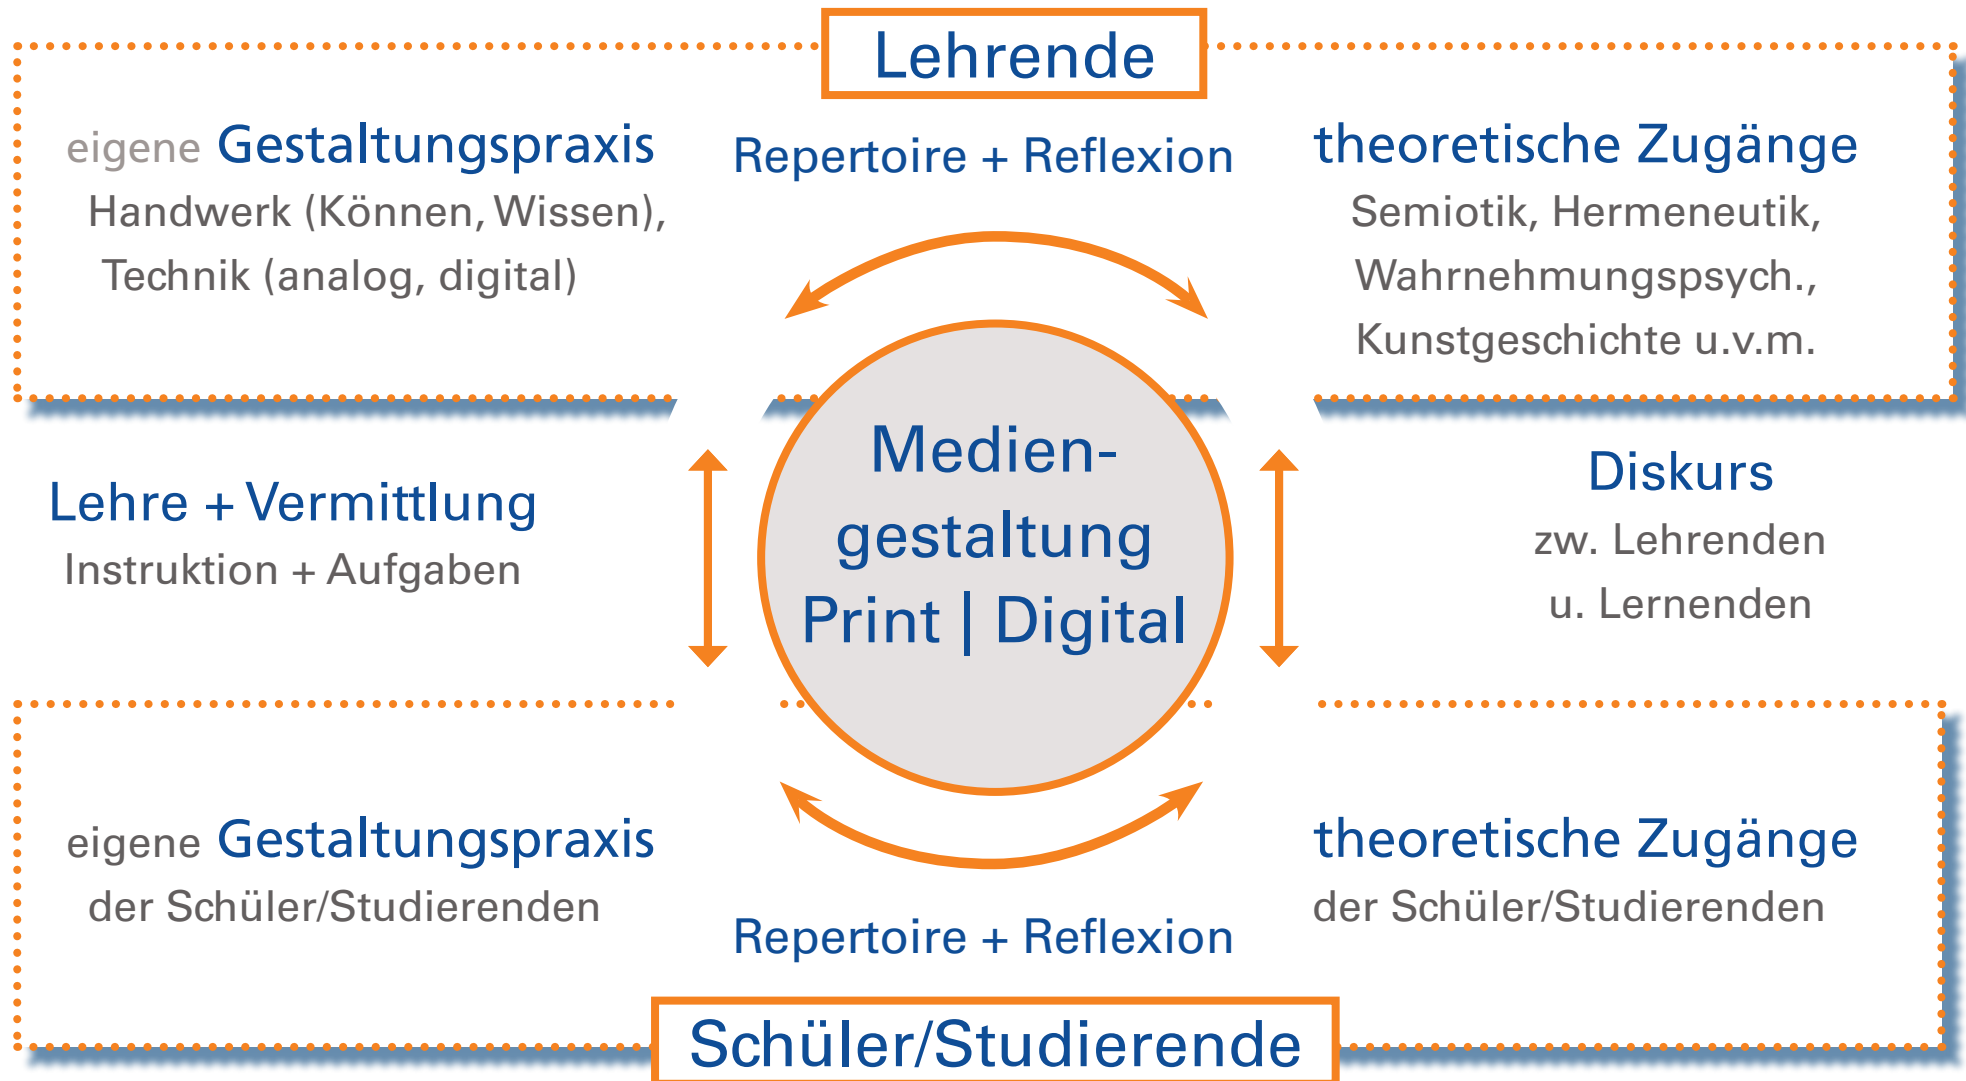 Lehrende
eigene Gestaltungspraxis
Handwerk (Können, Wissen),
Technik (analog, digital)
Repertoire + Reflexion
theoretische Zugänge
Semiotik, Hermeneutik,
Wahrnehmungspsych.,
Kunstgeschichte u.v.m.
Lehre + Vermittlung
Instruktion + Aufgaben
Medien-
gestaltung
Print | Digital
Diskurs
zw. Lehrenden
u. Lernenden
eigene Gestaltungspraxis
der Schüler/Studierenden
Repertoire + Reflexion
theoretische Zugänge
der Schüler/Studierenden
Schüler/Studierende